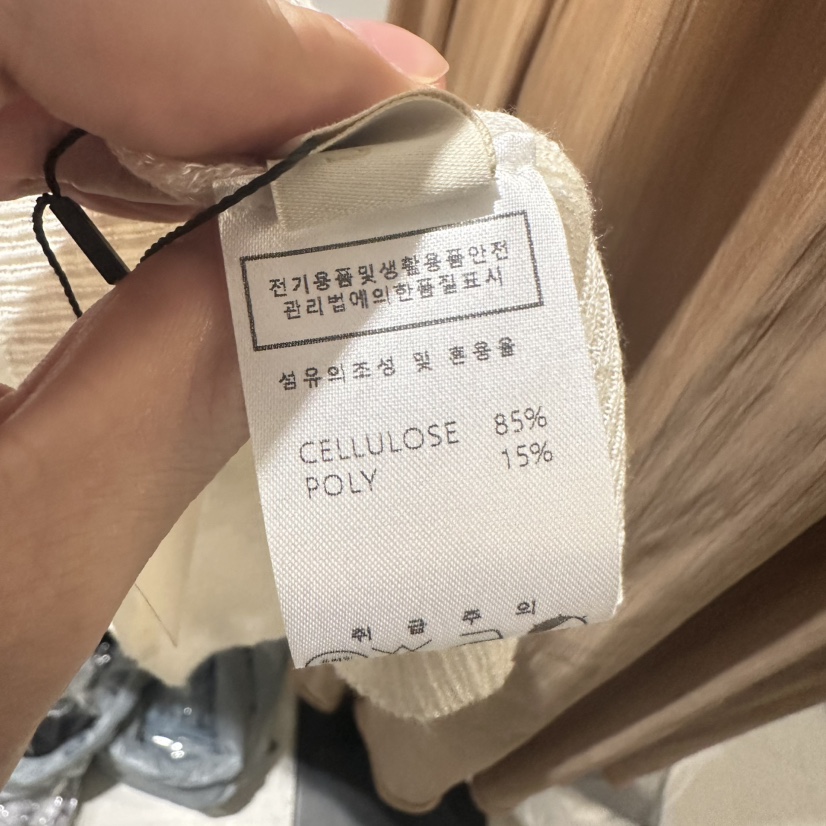 전기용품및생활용품안전
관리법에의한품질표시
섬유의조성 및 혼용율
CELLULOSE 85%
POLY 15%
취 급 주 의